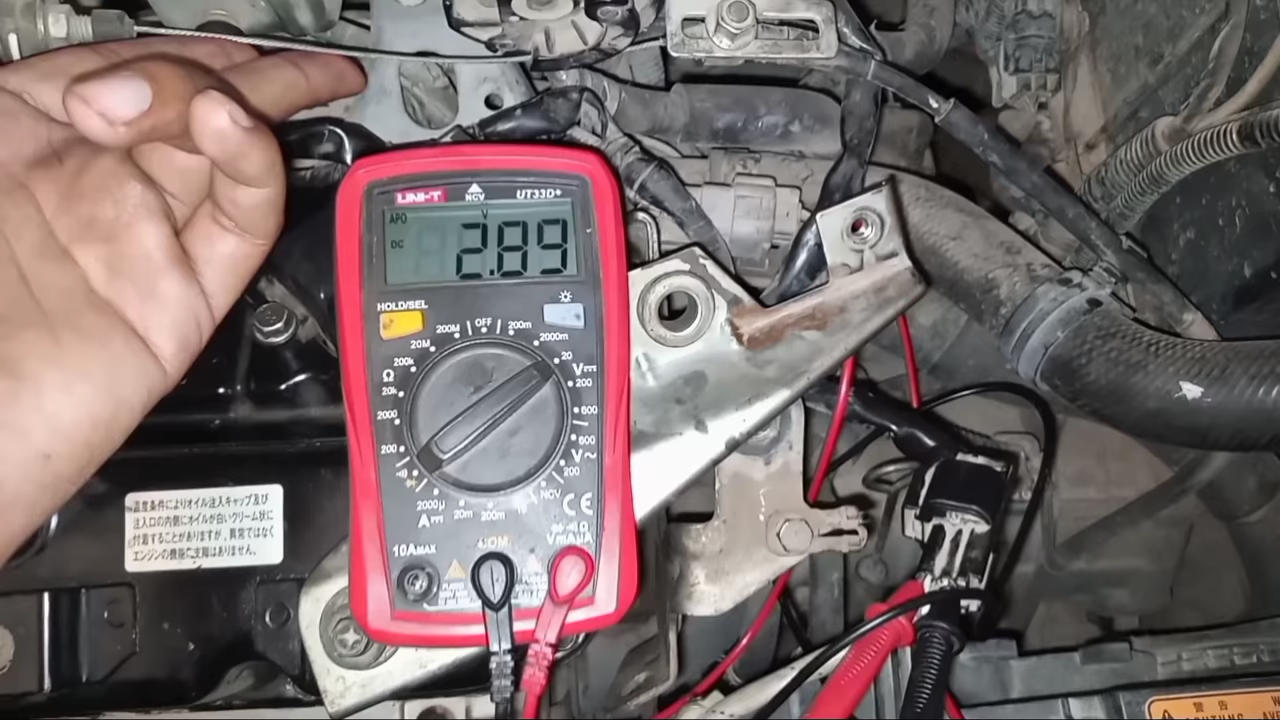 UNI-T
NCV
UT33D+
APO
V
DC
2.89
HOLD/SEL
OFF
200M
200m
20M
2000m
200k
20
Ω
V
20k
200
2000
600
200
600
V~
200
2000μ
NCV
A
20m
200m
10
CE
10AMAX
COM
Ω
VmAμA
温度条件によりオイル注入キャップ及び
注入口の内側にオイルが白いクリーム状に
付着することがありますが、異常ではなく
エンジンの機能に支障はありません。
警告